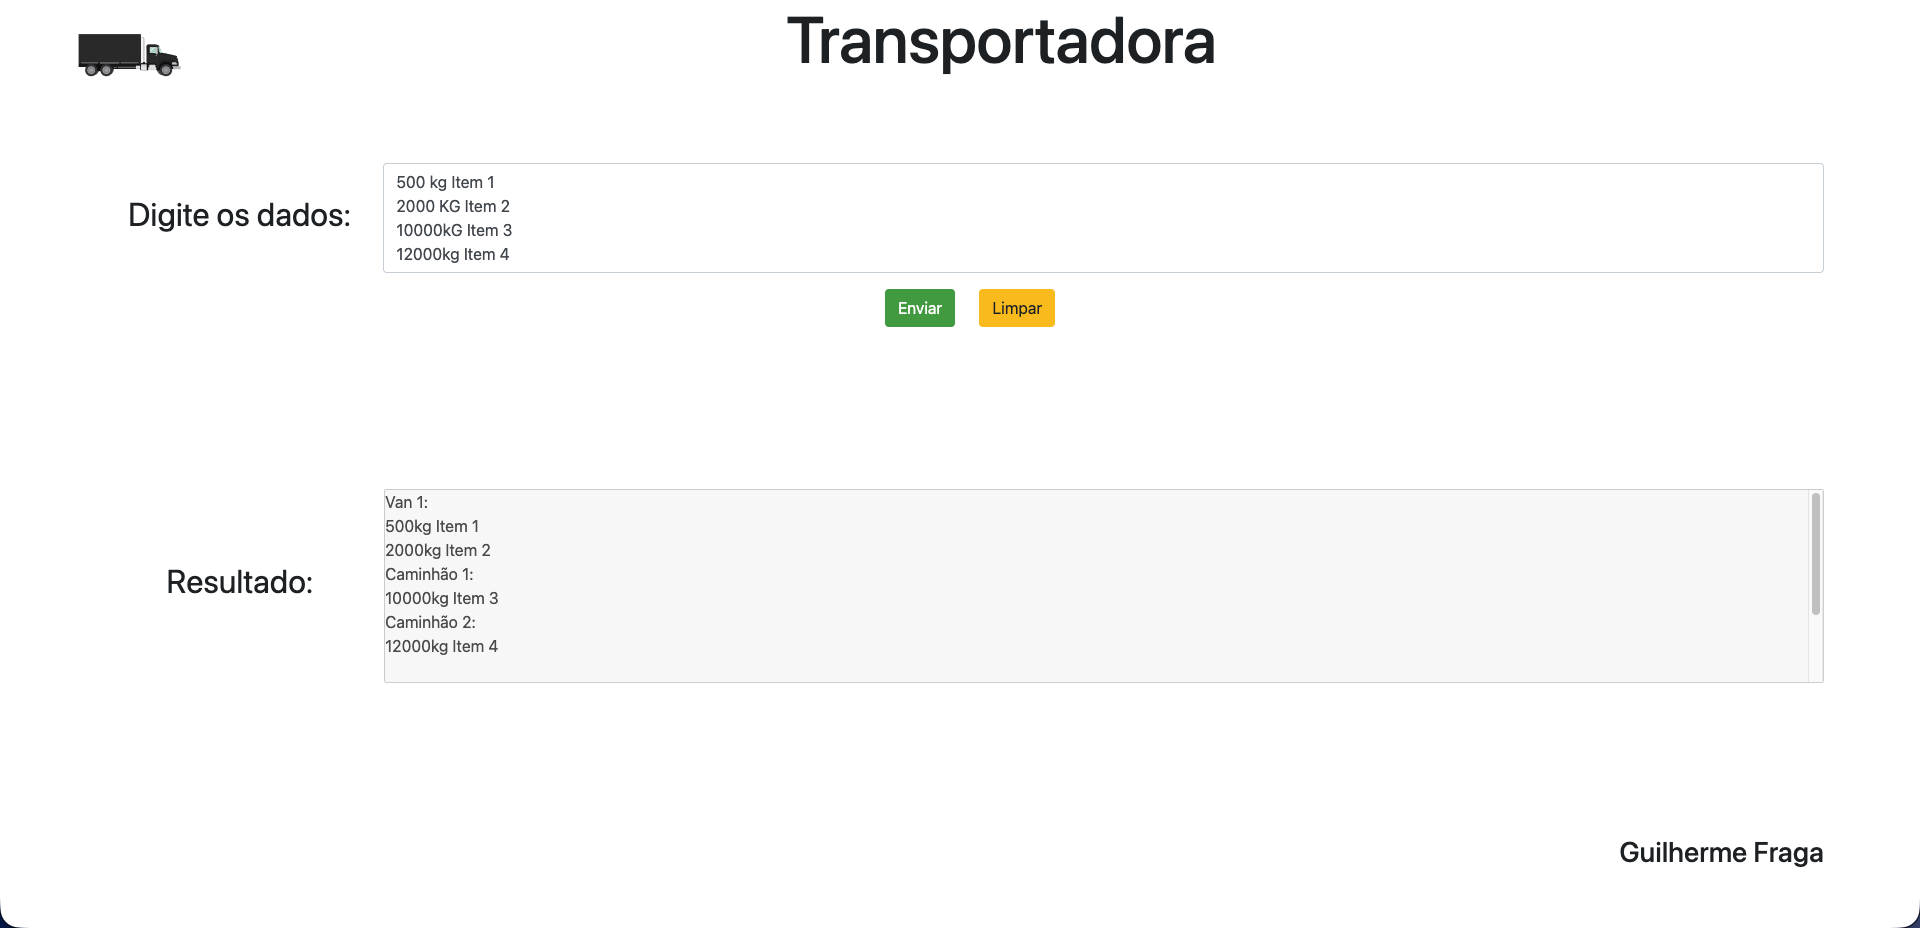 Transportadora
Digite os dados:
500 kg Item 1
2000 KG Item 2
10000kG Item 3
12000kg Item 4
Enviar
Limpar
Resultado:
Van 1:
500kg Item 1
2000kg Item 2
Caminhão 1:
10000kg Item 3
Caminhão 2:
12000kg Item 4
Guilherme Fraga